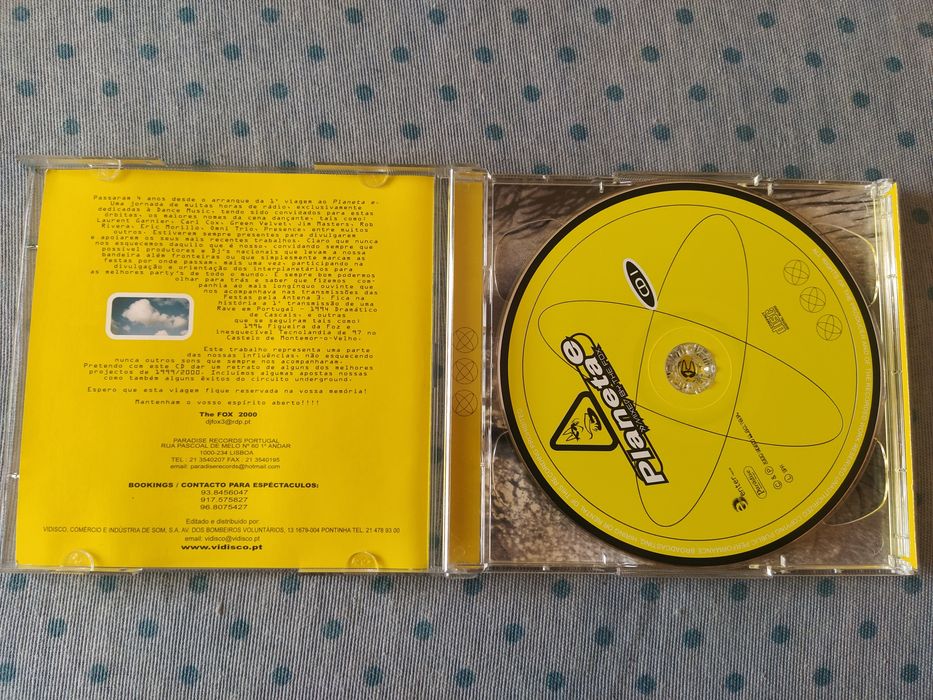 Passaram 4 anos desde o arranque da 1ª viagem ao Planeta e.
Uma jornada de muitas horas de rádio, exclusivamente
dedicadas á Dance Music, tendo sido convidados para estas
órbitas, os maiores nomes da cena dançante, tais como:
Laurent Garnier, Carl Cox, Green Velvet, Jim Masters, Rob
Rivera, Eric Morillo, Omni Trio, Presence, entre muitos
outros. Estiverem sempre presentes para divulgarem
e apoiarem os seus mais recentes trabalhos. Claro que nunca
nos esquecemos daquilo que é nosso, convidando sempre que
possível produtores e Dj's nacionais que levam a nossa
bandeira além fronteiras ou que simplesmente marcam as
festas por onde passam, mais uma vez, participando na
divulgação e orientação dos interplanetários para
as melhores party's de todo o mundo. É sempre bom podermos
olhar para trás e saber que fizemos com-
panhia ao mais longínquo ouvinte que
nos acompanhava nas transmissões das
Festas pela Antena 3. Fica na
história a 1ª transmissão de uma
Rave em Portugal - 1994 Dramático
de Cascais, e outras
que se seguiram tais como:
1996 Figueira da Foz e
inesquecível Tecnolandia de '97 no
Castelo de Montemor-o-Velho.
Este trabalho representa uma parte
das nossas influências, não esquecendo
nunca outros sons que sempre nos acompanharam.
Pretendo com este CD dar um retrato de alguns dos melhores
projectos de 1999/2000. Incluímos algumas apostas nossas
como também alguns êxitos do circuito underground.
Espero que esta viagem fique reservada na vossa memória!
Mantenham o vosso espírito aberto!!!!
The FOX 2000
djfox3@rdp.pt
PARADISE RECORDS PORTUGAL
RUA PASCOAL DE MELO Nº 60 1º ANDAR
1000-234 LISBOA
TEL : 21 3540207 FAX : 21 3540195
email: paradiserecords@hotmail.com
BOOKINGS / CONTACTO PARA ESPÉCTACULOS:
93.8456047
917.575827
96.8075427
Editado e distribuido por:
VIDISCO, COMÉRCIO E INDÚSTRIA DE SOM, S.A. AV. DOS BOMBEIROS VOLUNTÁRIOS, 13 1679-004 PONTINHA TEL. 21 478 93 00
email: vidisco@vidisco.pt
www.vidisco.pt
CD 1
Planeta e
MIXED BY THE FOX
Paradise